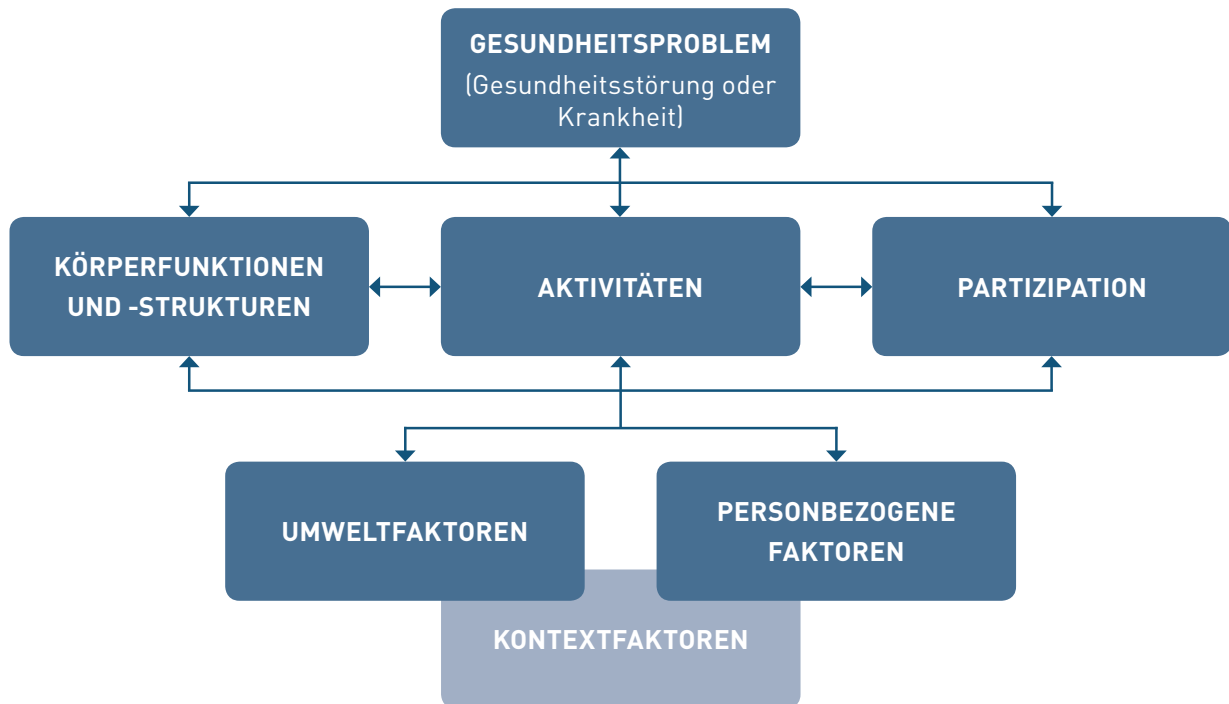 GESUNDHEITSPROBLEM
(Gesundheitsstörung oder
Krankheit)
KÖRPERFUNKTIONEN
UND -STRUKTUREN
AKTIVITÄTEN
PARTIZIPATION
UMWELTFAKTOREN
PERSONBEZOGENE
FAKTOREN
KONTEXTFAKTOREN